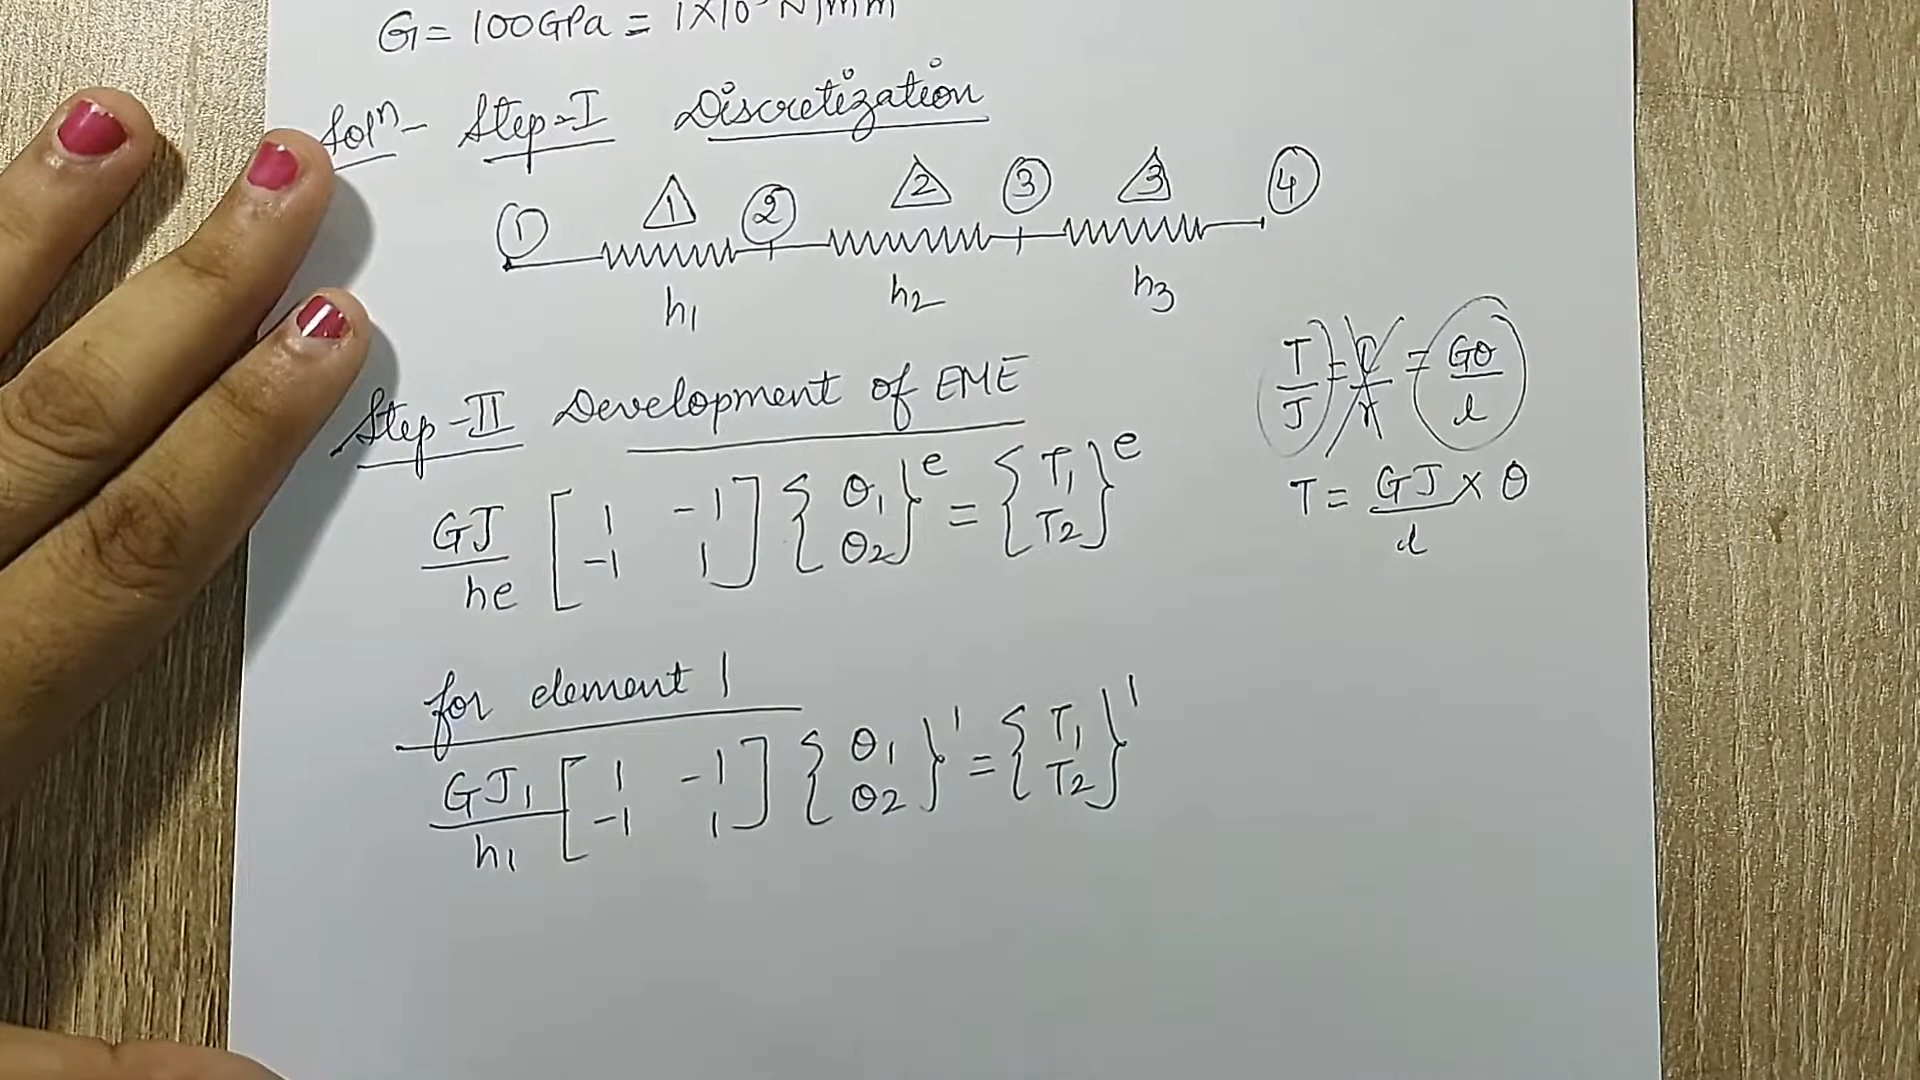 G = 100GPa = 1×10⁵ N/mm
Solⁿ- Step-I Discretization
① △1 ② △2 ③ △3 ④
h₁ h₂ h₃
T/J = τ/r = Gθ/l
T = GJ/l × θ
Step-II Development of EME
GJ/he [1 -1; -1 1] {θ₁; θ₂}ᵉ = {T₁; T₂}ᵉ
for element 1
GJ₁/h₁ [1 -1; -1 1] {θ₁; θ₂}¹ = {T₁; T₂}¹